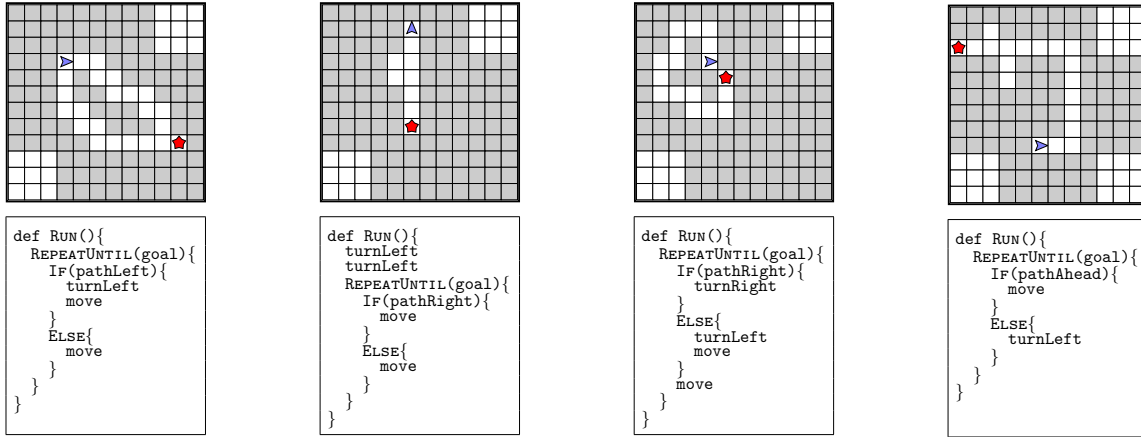 def RUN(){
REPEATUNTIL(goal){
IF(pathLeft){
turnLeft
move
}
ELSE{
move
}
}
}
def RUN(){
turnLeft
turnLeft
REPEATUNTIL(goal){
IF(pathRight){
move
}
ELSE{
move
}
}
}
def RUN(){
REPEATUNTIL(goal){
IF(pathRight){
turnRight
}
ELSE{
turnLeft
move
}
move
}
}
def RUN(){
REPEATUNTIL(goal){
IF(pathAhead){
move
}
ELSE{
turnLeft
}
}
}